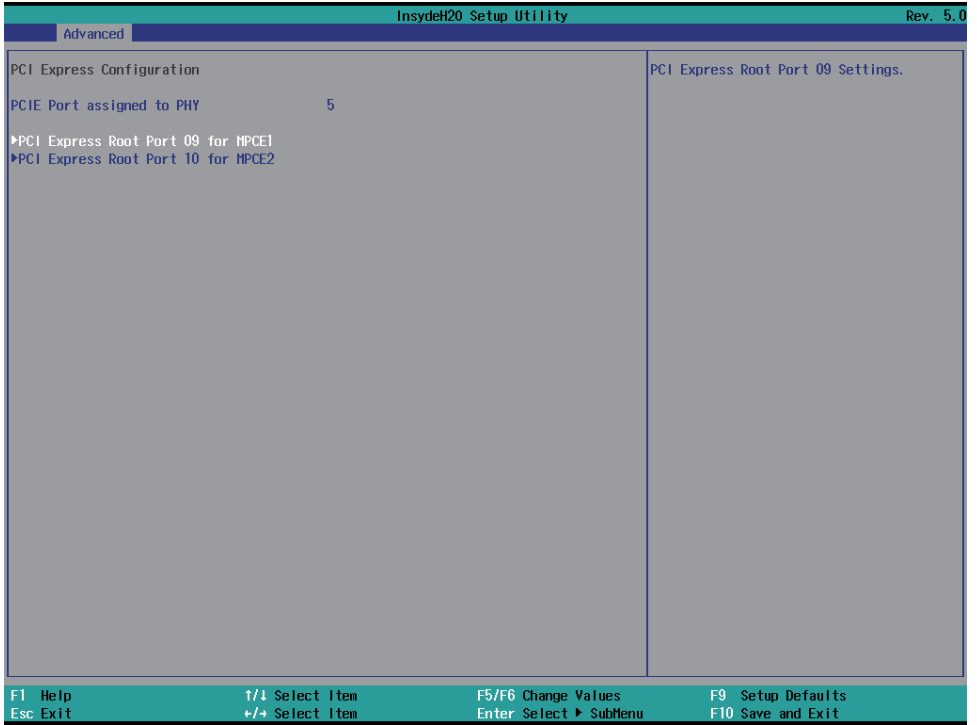 InsydeH20 Setup Utility Rev. 5.0
Advanced
PCI Express Configuration
PCIE Port assigned to PHY 5
▶PCI Express Root Port 09 for MPCE1
▶PCI Express Root Port 10 for MPCE2
PCI Express Root Port 09 Settings.
F1 Help ↑/↓ Select Item F5/F6 Change Values F9 Setup Defaults
Esc Exit ←/→ Select Item Enter Select ▶ SubMenu F10 Save and Exit